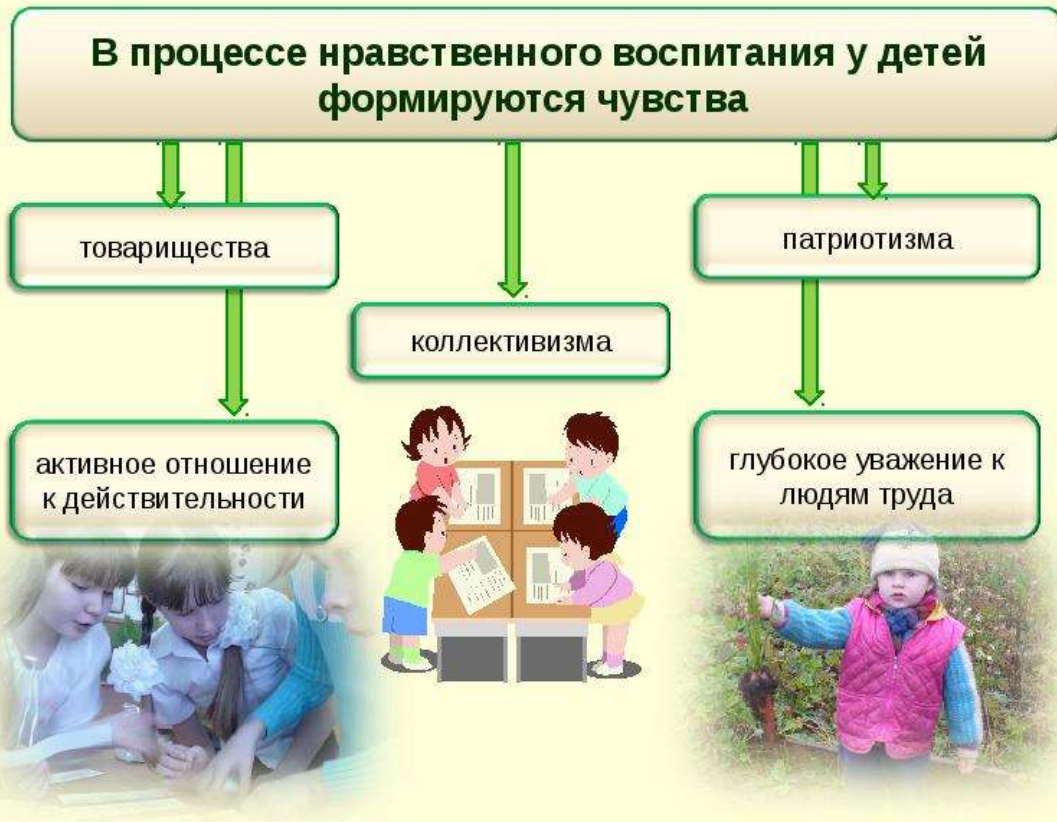 В процессе нравственного воспитания у детей
формируются чувства
товарищества
патриотизма
коллективизма
активное отношение
к действительности
глубокое уважение к
людям труда